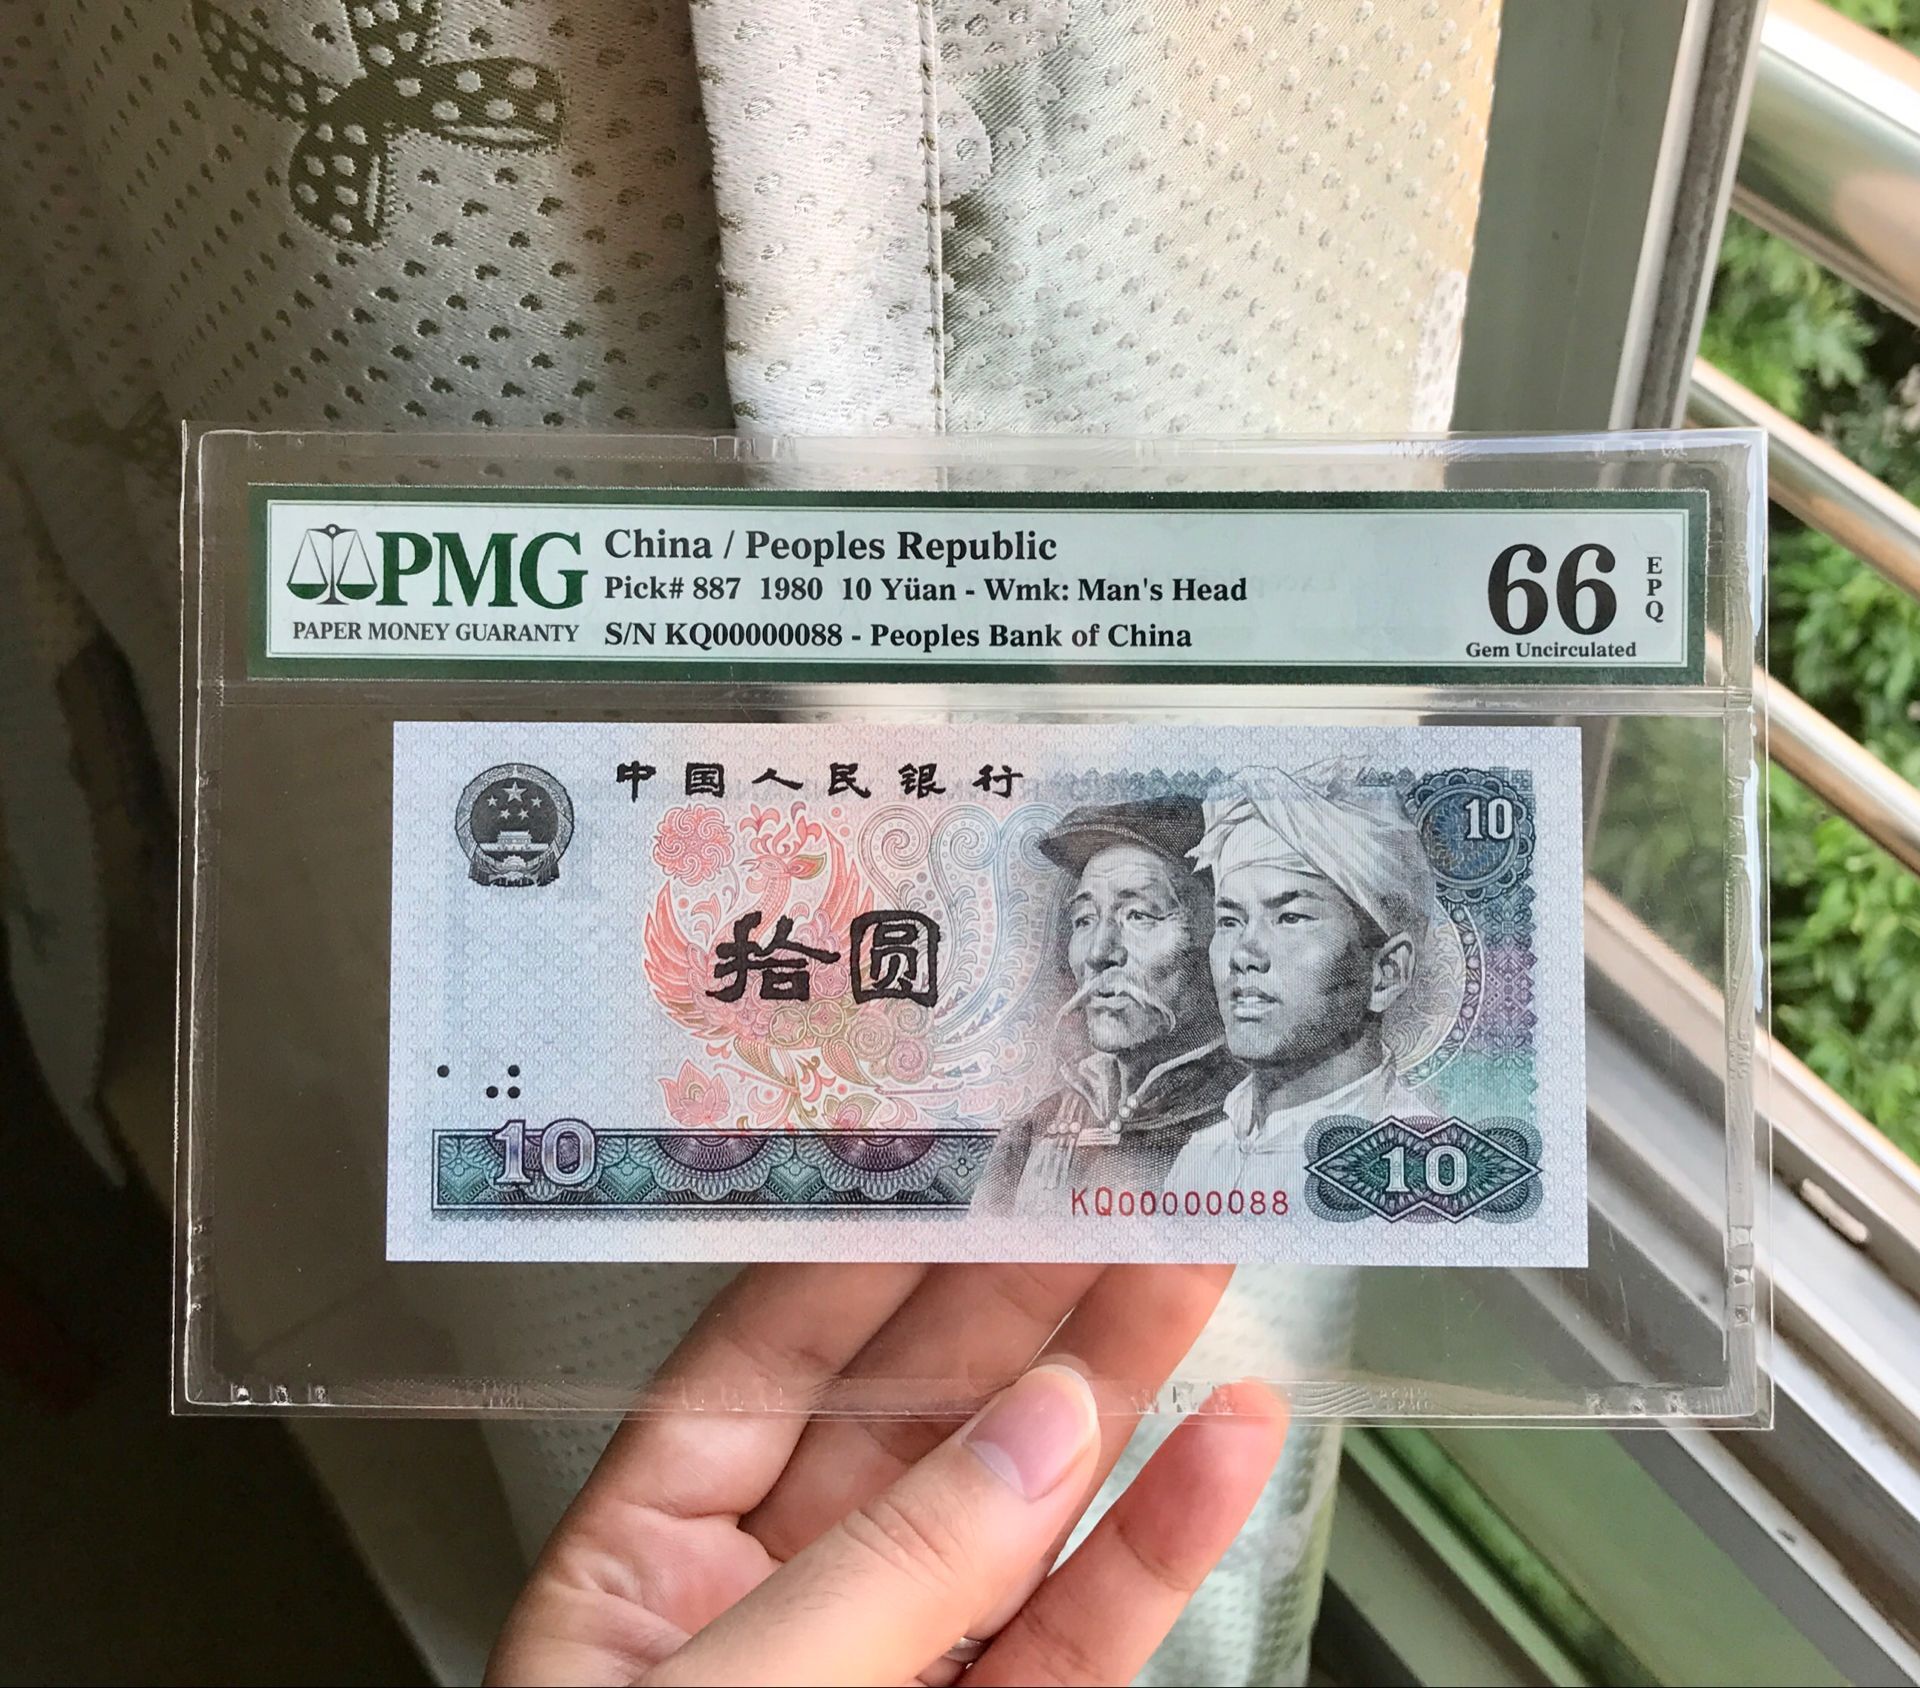 PMG
PAPER MONEY GUARANTY
China / Peoples Republic
Pick# 887 1980 10 Yüan - Wmk: Man's Head
S/N KQ00000088 - Peoples Bank of China
66
EPQ
Gem Uncirculated
中国人民银行
10
拾圆
10
KQ00000088
10